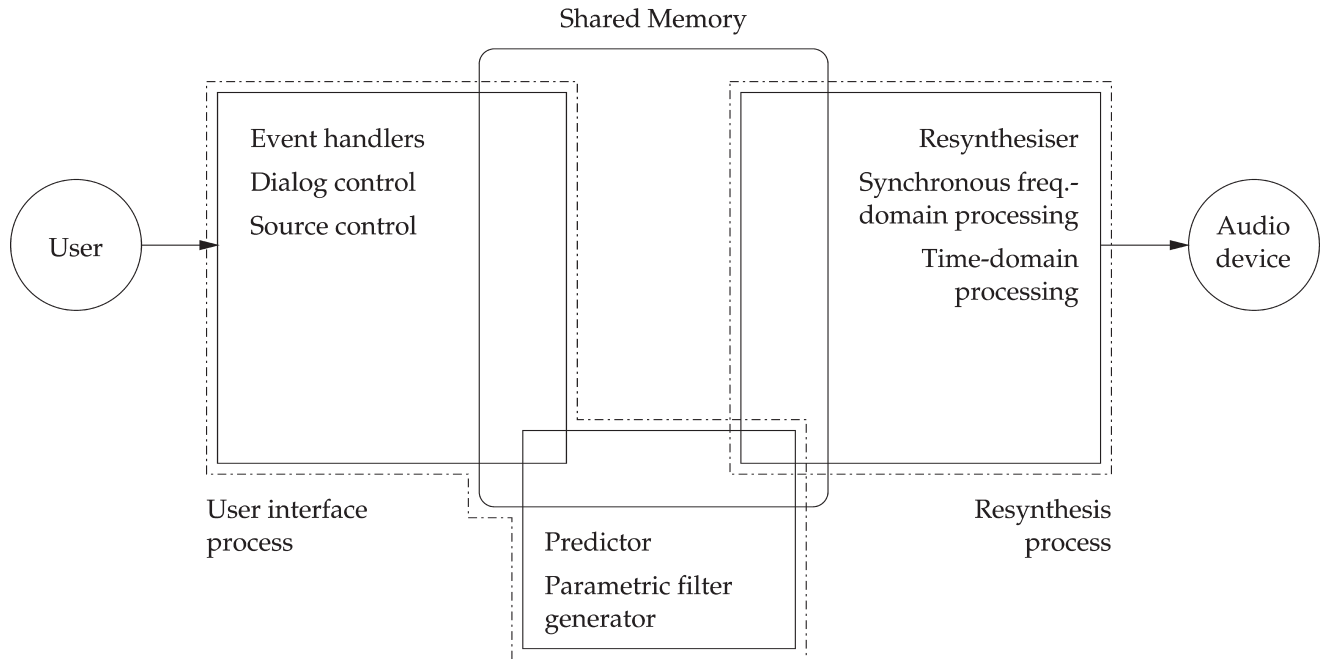 Shared Memory
Event handlers
Dialog control
Source control
User
Resynthesiser
Synchronous freq.-
domain processing
Time-domain
processing
Audio
device
User interface
process
Resynthesis
process
Predictor
Parametric filter
generator